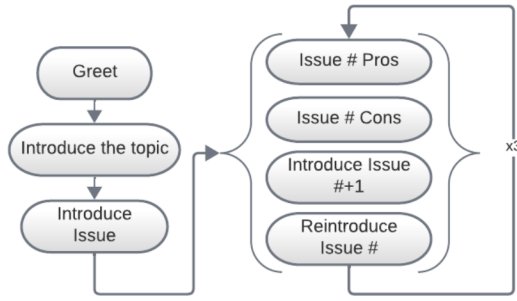 Greet
Introduce the topic
Introduce
Issue
Issue # Pros
Issue # Cons
Introduce Issue
#+1
Reintroduce
Issue #
x3